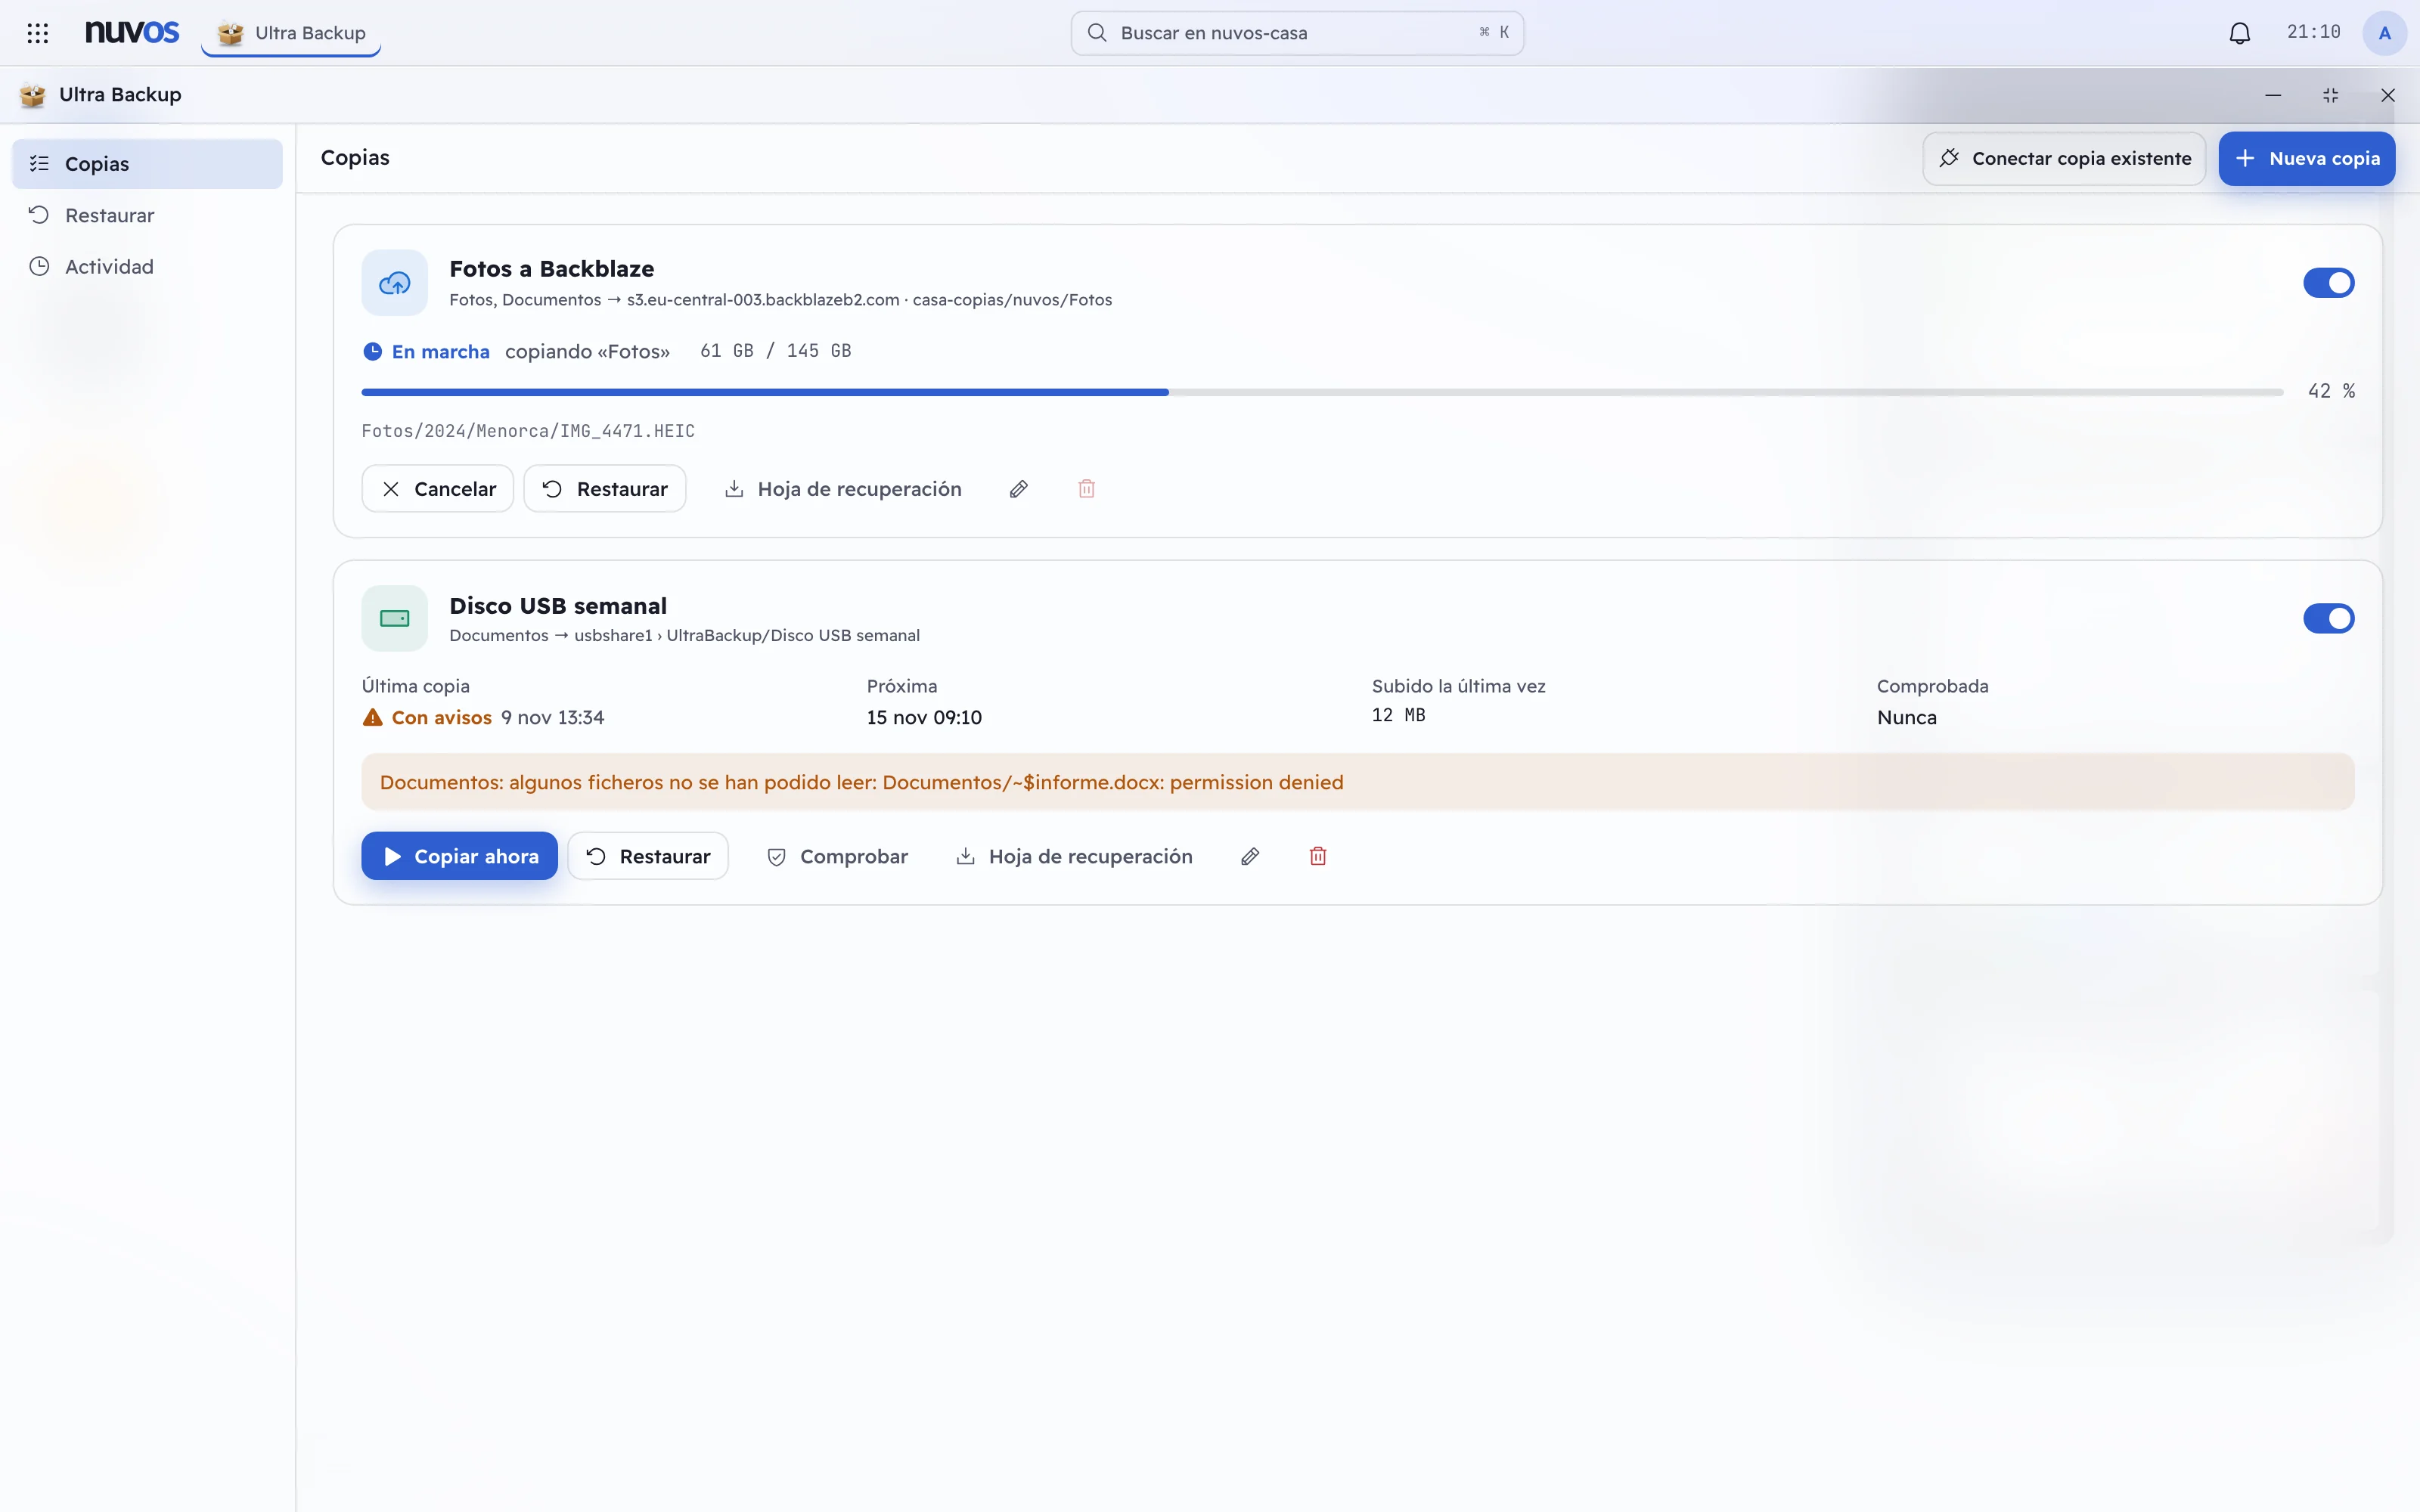 nuvos
Ultra Backup
Buscar en nuvos-casa
⌘ K
21:10
A
Ultra Backup
Copias
Restaurar
Actividad
Copias
Conectar copia existente
Nueva copia
Fotos a Backblaze
Fotos, Documentos → s3.eu-central-003.backblazeb2.com · casa-copias/nuvos/Fotos
En marcha copiando «Fotos» 61 GB / 145 GB
42 %
Fotos/2024/Menorca/IMG_4471.HEIC
Cancelar
Restaurar
Hoja de recuperación
Disco USB semanal
Documentos → usbshare1 › UltraBackup/Disco USB semanal
Última copia
Con avisos 9 nov 13:34
Próxima
15 nov 09:10
Subido la última vez
12 MB
Comprobada
Nunca
Documentos: algunos ficheros no se han podido leer: Documentos/~$informe.docx: permission denied
Copiar ahora
Restaurar
Comprobar
Hoja de recuperación